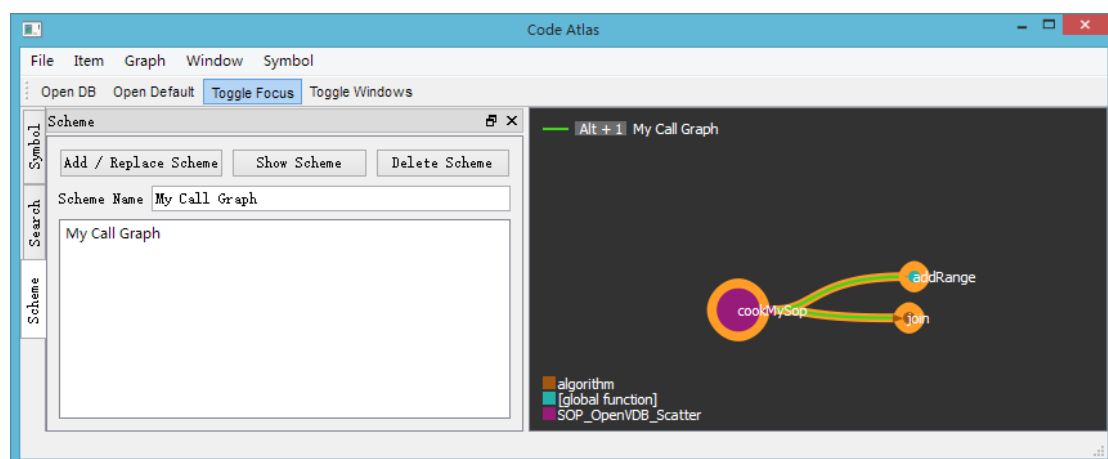 Code Atlas
File Item Graph Window Symbol
Open DB Open Default Toggle Focus Toggle Windows
Symbol
Search
Scheme
Scheme
Add / Replace Scheme Show Scheme Delete Scheme
Scheme Name My Call Graph
My Call Graph
Alt + 1 My Call Graph
addRange
cookMySop
join
algorithm
[global function]
SOP_OpenVDB_Scatter